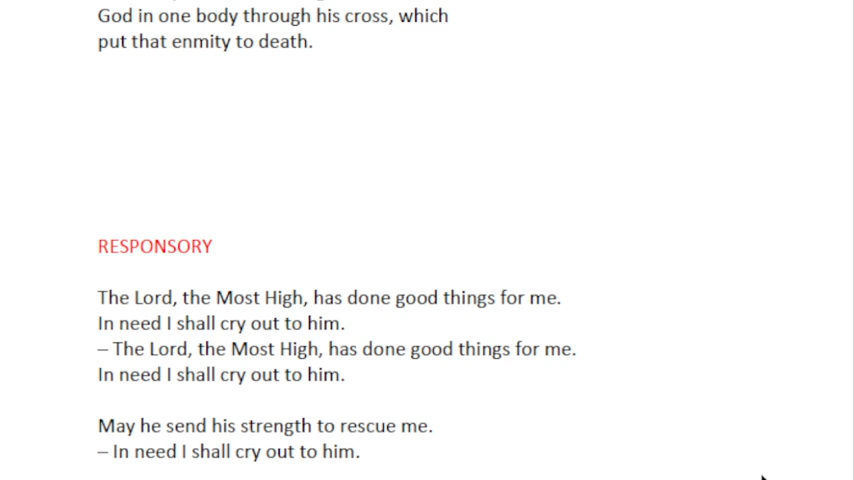 God in one body through his cross, which
put that enmity to death.
RESPONSORY
The Lord, the Most High, has done good things for me.
In need I shall cry out to him.
– The Lord, the Most High, has done good things for me.
In need I shall cry out to him.
May he send his strength to rescue me.
– In need I shall cry out to him.